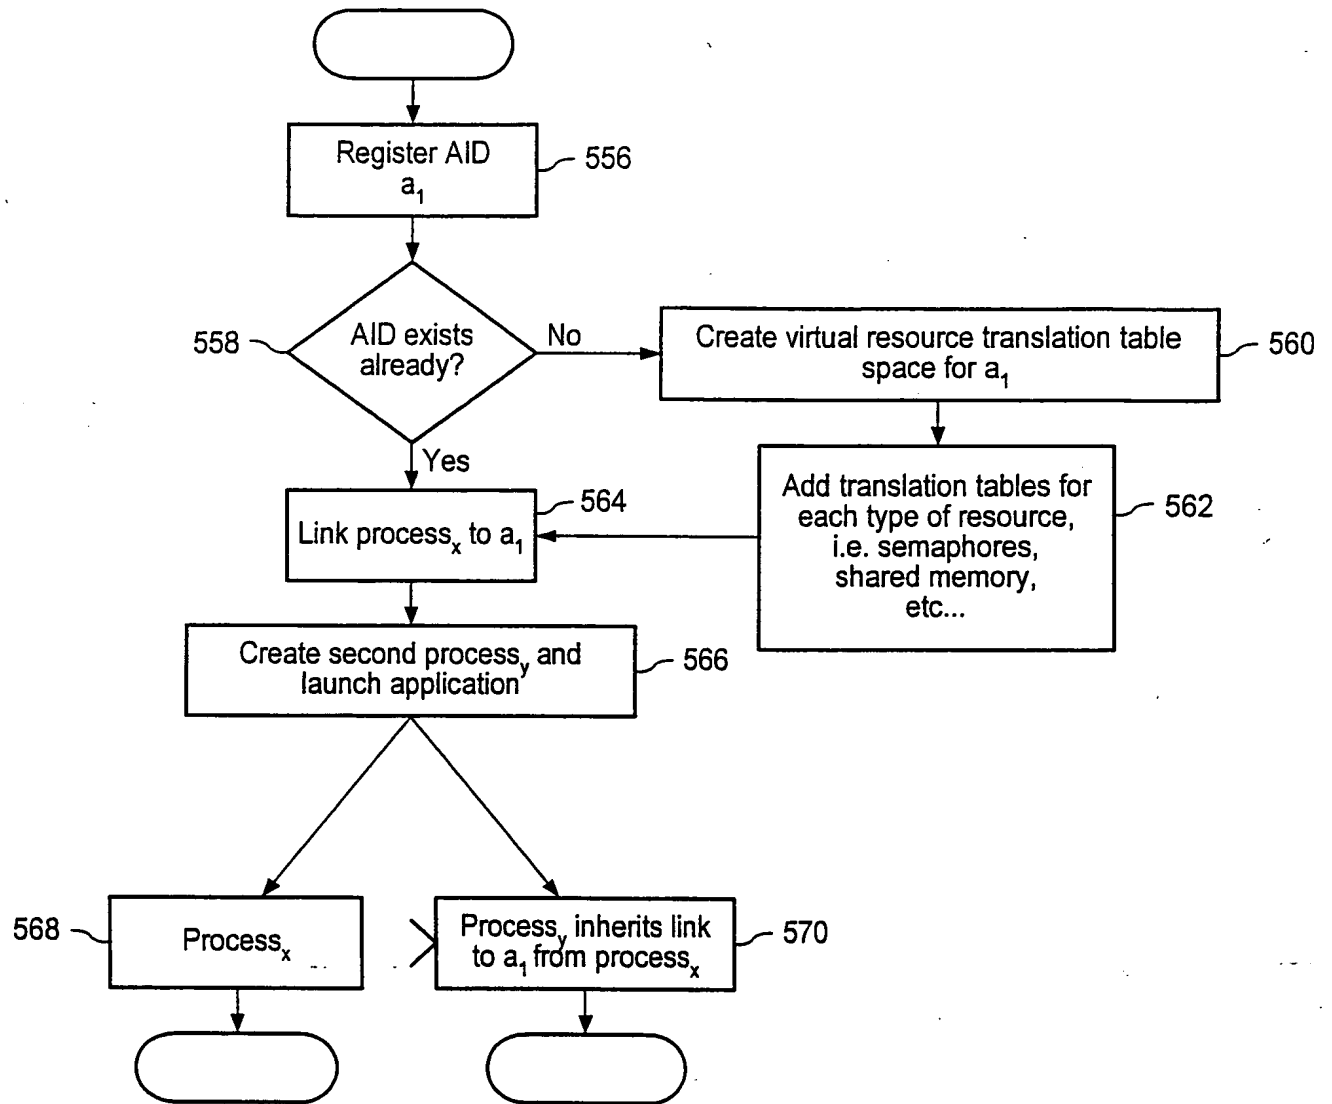 Register AID
a₁
556
558
AID exists
already?
No
Create virtual resource translation table
space for a₁
560
Yes
Add translation tables for
each type of resource,
i.e. semaphores,
shared memory,
etc...
562
564
Link processₓ to a₁
Create second process_y and
launch application
566
568
Processₓ
Process_y inherits link
to a₁ from processₓ
570